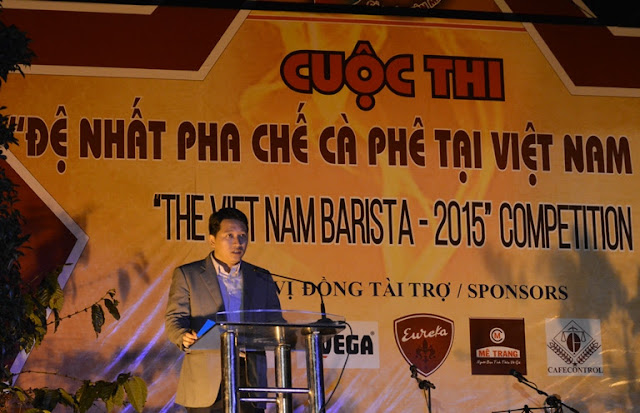 CUỘC THI
“ĐỆ NHẤT PHA CHẾ CÀ PHÊ TẠI VIỆT NAM
“THE VIET NAM BARISTA - 2015” COMPETITION
VỊ ĐỒNG TÀI TRỢ / SPONSORS
VEGA
Eureka
MÊ TRANG
CAFECONTROL